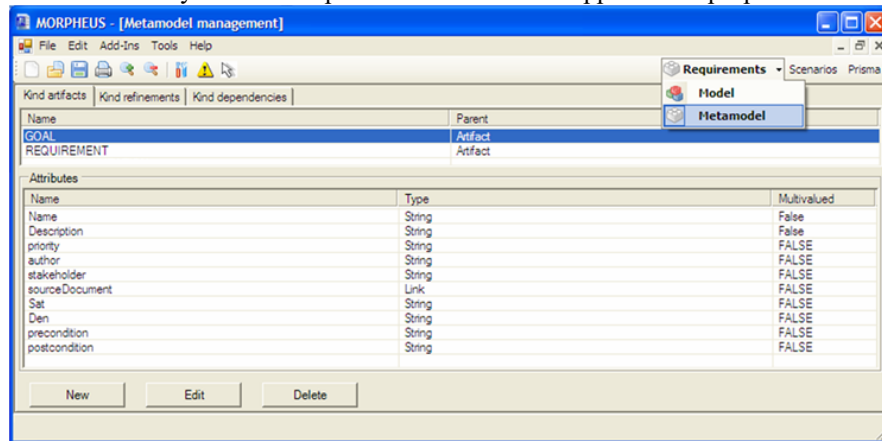 MORPHEUS - [Metamodel management]
File Edit Add-Ins Tools Help
Requirements Scenarios Prisma
Model
Metamodel
Kind artifacts Kind refinements Kind dependencies
Name Parent
GOAL Artifact
REQUIREMENT Artifact
Attributes
Name Type Multivalued
Name String False
Description String False
priority String FALSE
author String FALSE
stakeholder String FALSE
sourceDocument Link FALSE
Sat String FALSE
Den String FALSE
precondition String FALSE
postcondition String FALSE
New Edit Delete